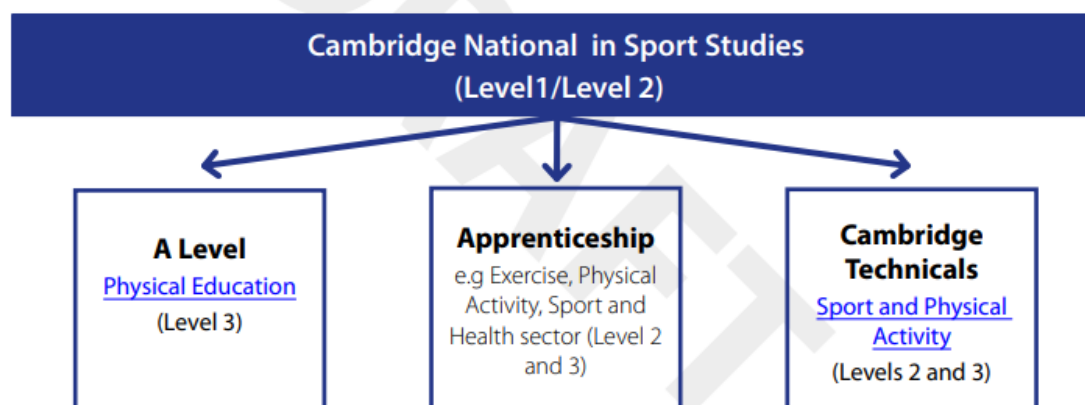 Cambridge National in Sport Studies
(Level1/Level 2)
A Level
Physical Education
(Level 3)
Apprenticeship
e.g Exercise, Physical
Activity, Sport and
Health sector (Level 2
and 3)
Cambridge
Technicals
Sport and Physical
Activity
(Levels 2 and 3)
DRAFT